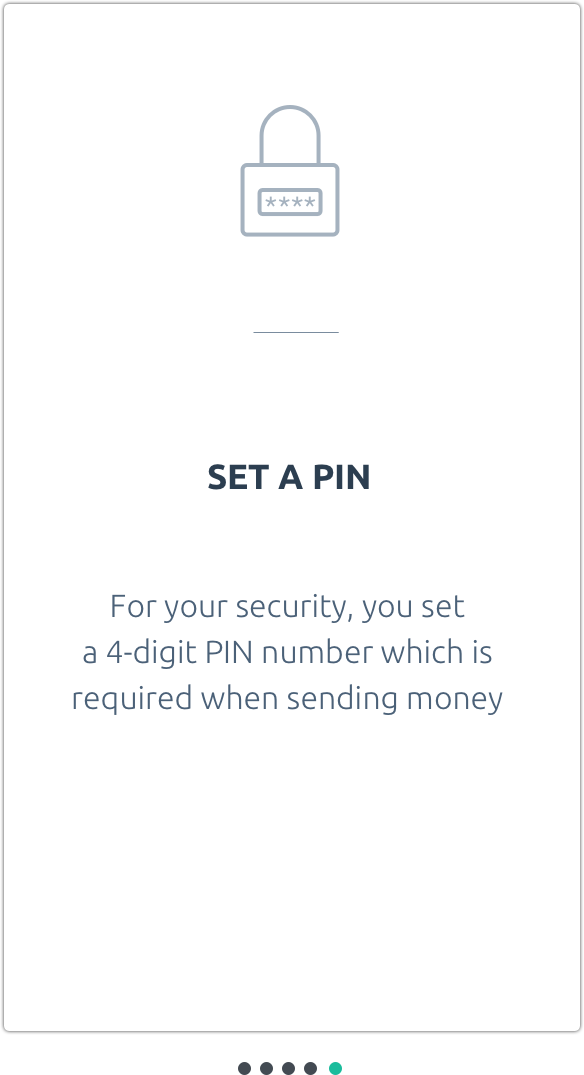 ****
SET A PIN
For your security, you set
a 4-digit PIN number which is
required when sending money